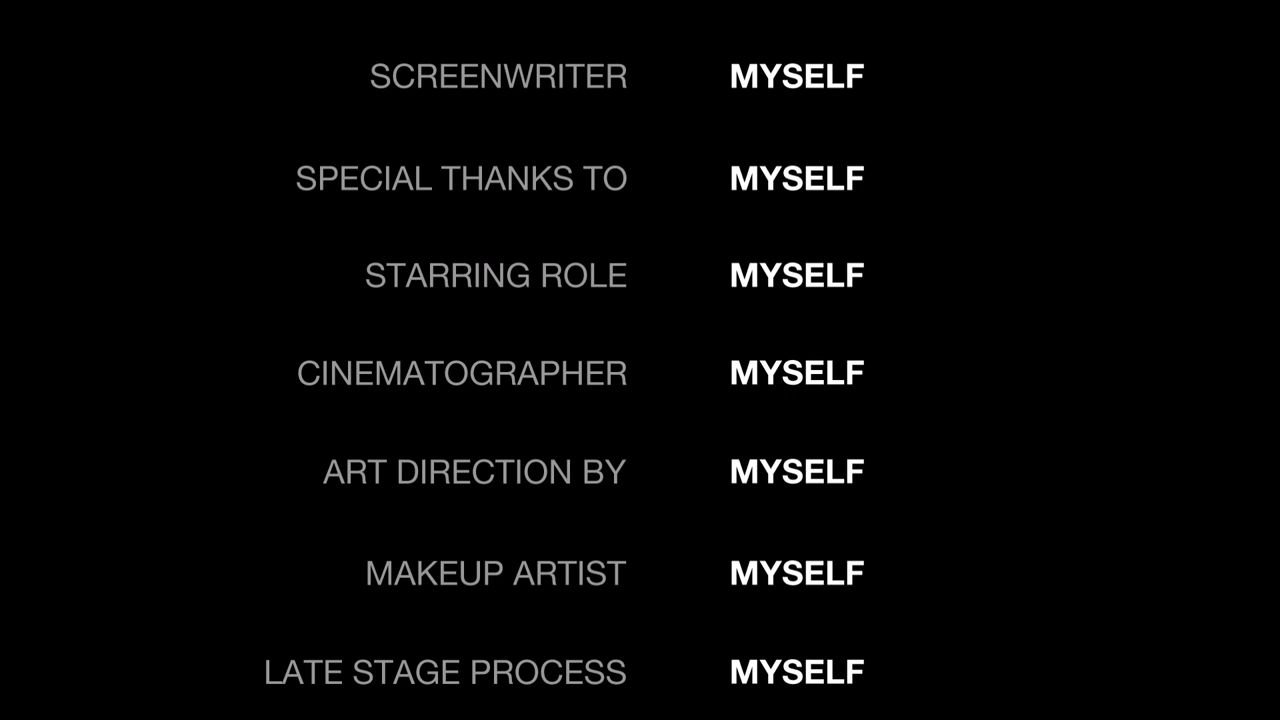 SCREENWRITER MYSELF
SPECIAL THANKS TO MYSELF
STARRING ROLE MYSELF
CINEMATOGRAPHER MYSELF
ART DIRECTION BY MYSELF
MAKEUP ARTIST MYSELF
LATE STAGE PROCESS MYSELF